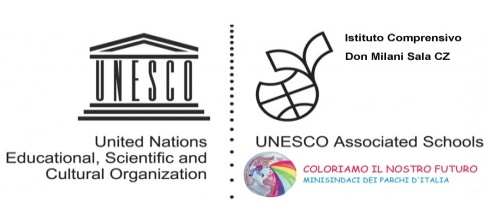 UNESCO
United Nations
Educational, Scientific and
Cultural Organization
Istituto Comprensivo
Don Milani Sala CZ
UNESCO Associated Schools
COLORIAMO IL NOSTRO FUTURO
MINISINDACI DEI PARCHI D'ITALIA